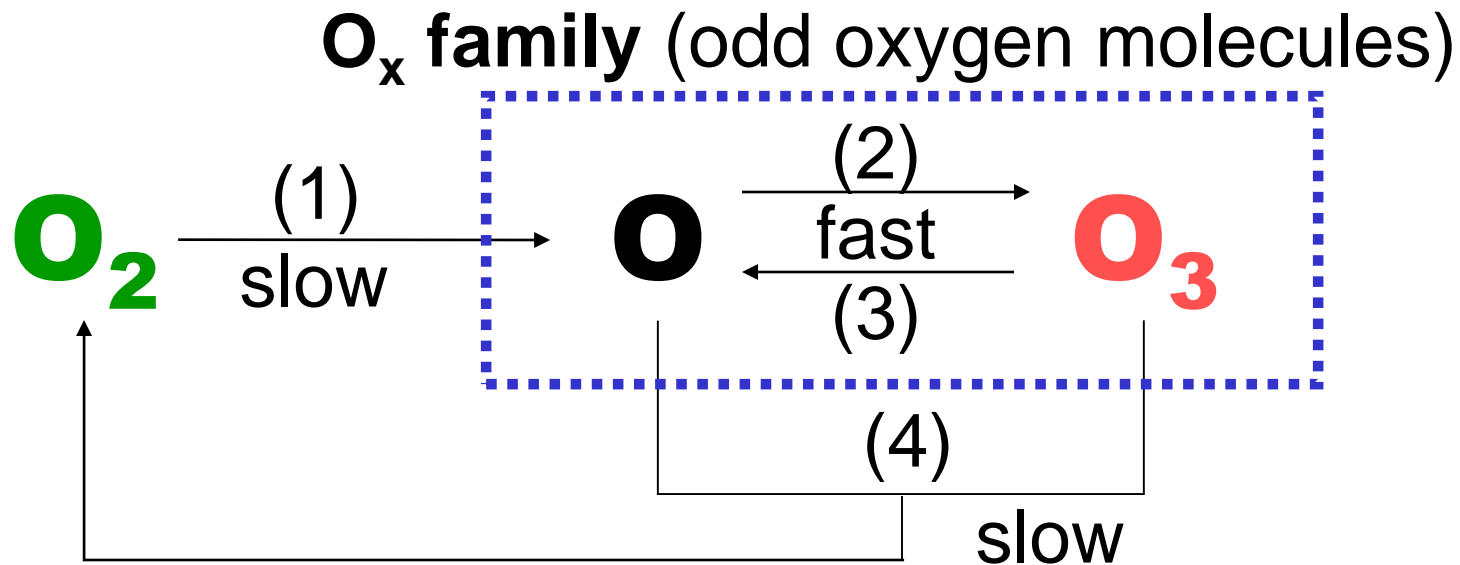 Oₓ family (odd oxygen molecules)
(2)
(1)
O₂ O fast O₃
slow
(3)
(4)
slow